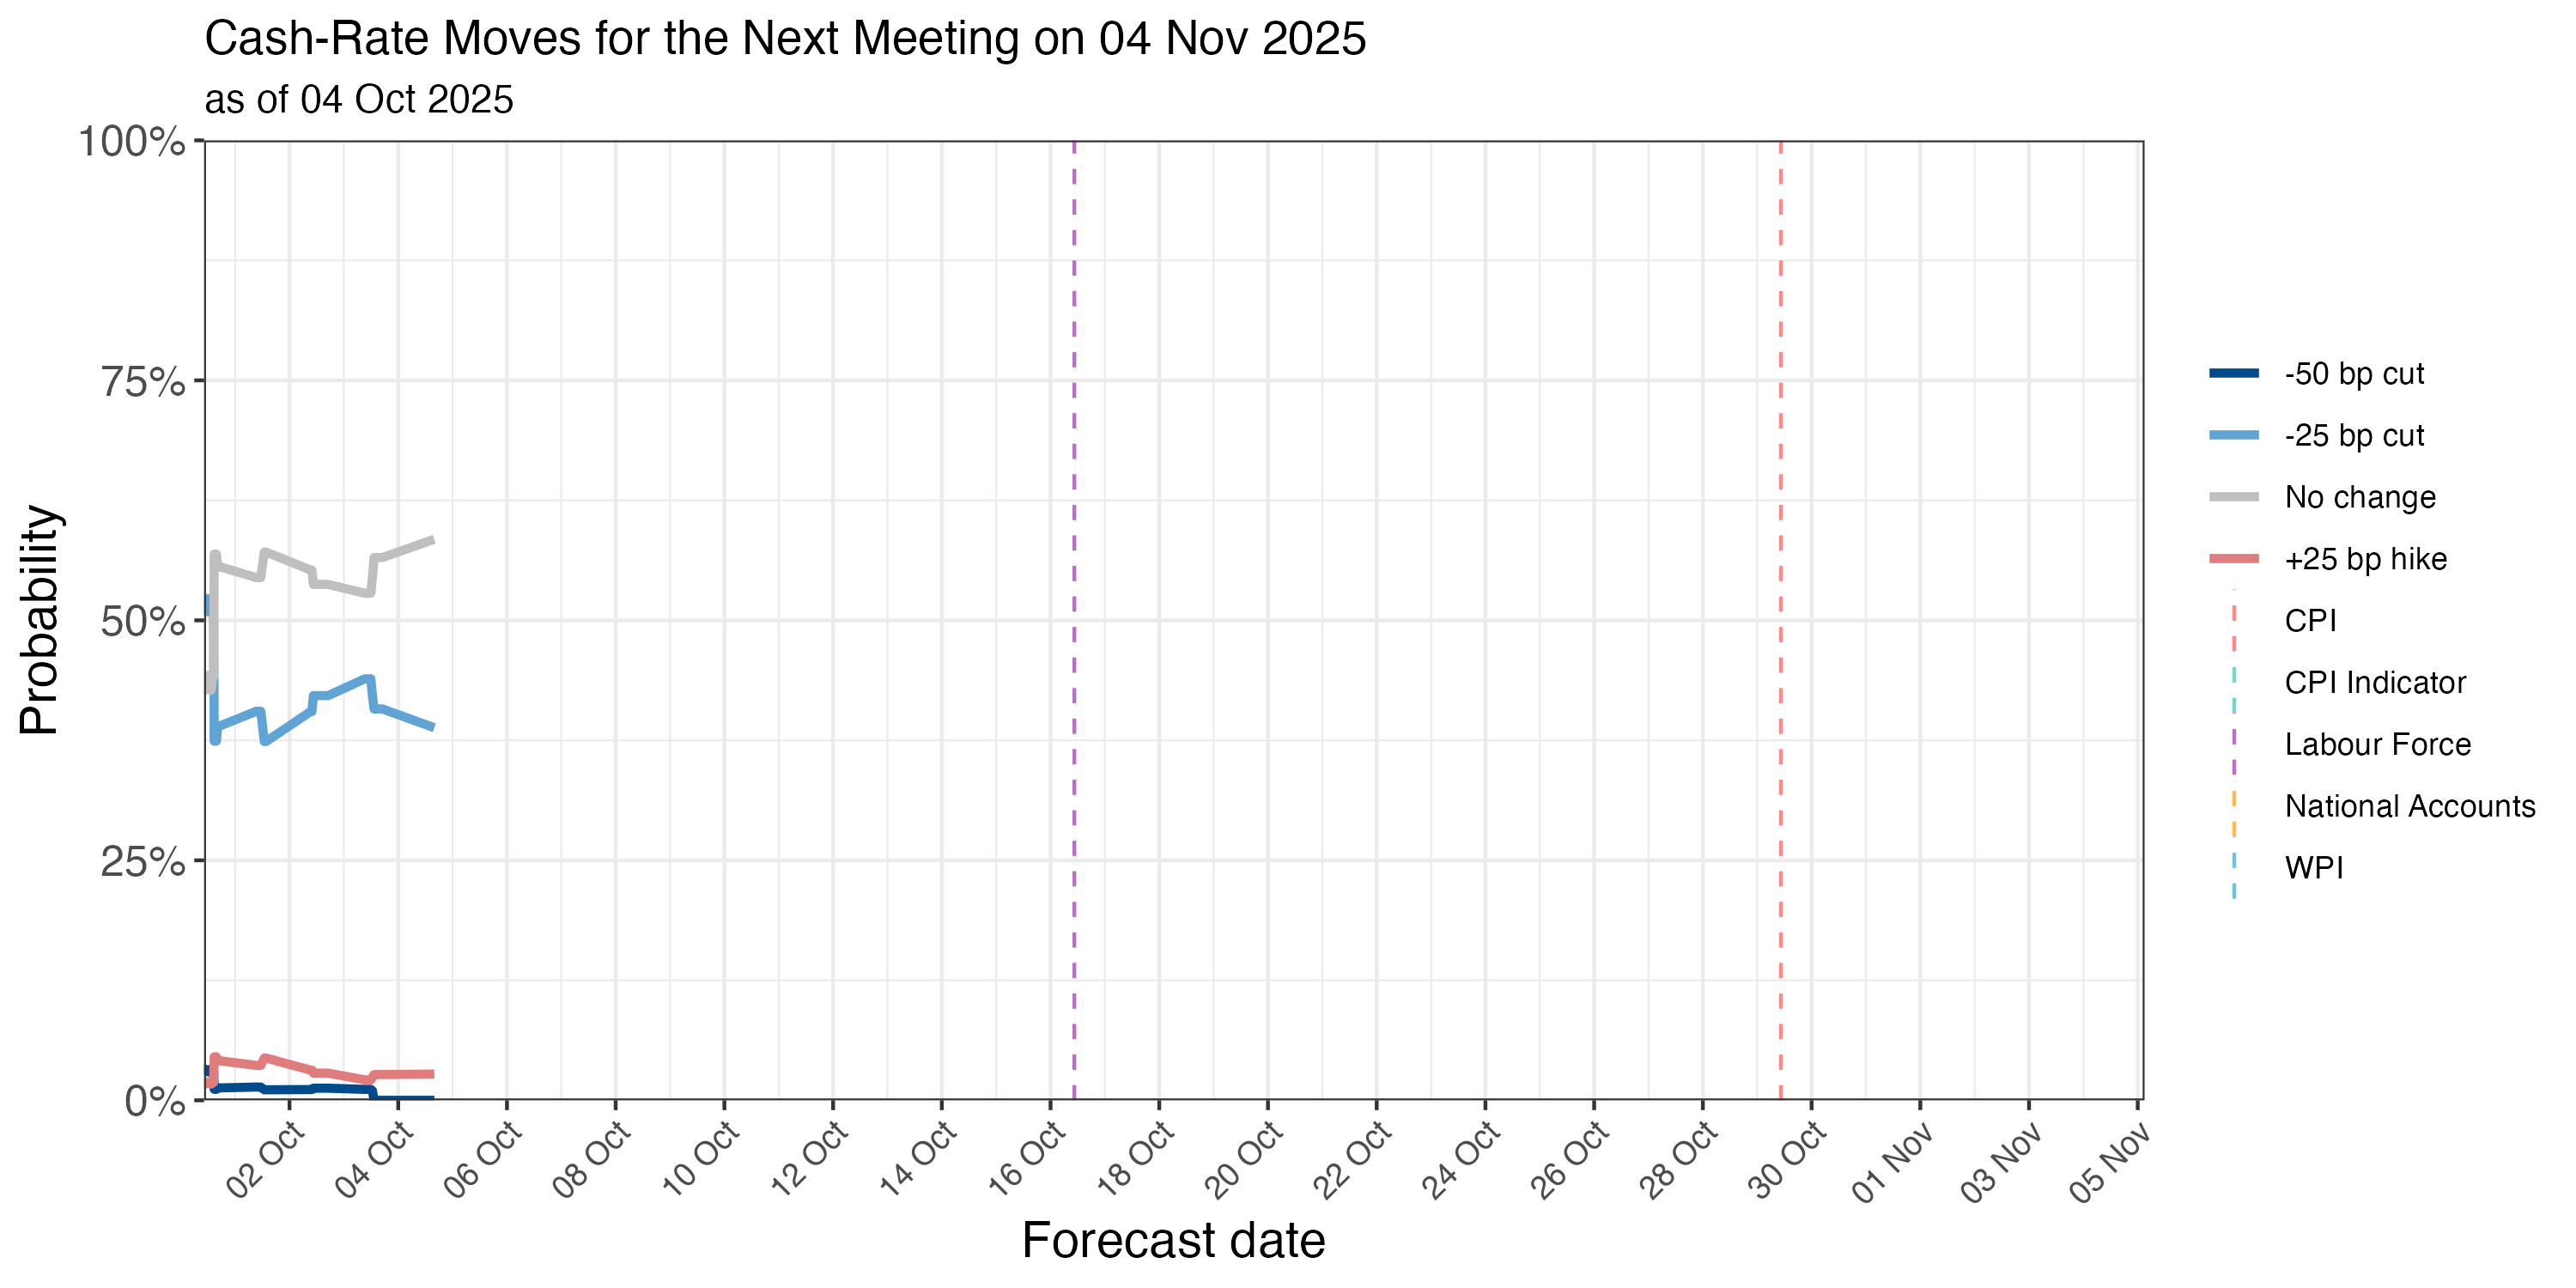 Cash-Rate Moves for the Next Meeting on 04 Nov 2025
as of 04 Oct 2025
Probability
100%
75%
50%
25%
0%
02 Oct
04 Oct
06 Oct
08 Oct
10 Oct
12 Oct
14 Oct
16 Oct
18 Oct
20 Oct
22 Oct
24 Oct
26 Oct
28 Oct
30 Oct
01 Nov
03 Nov
05 Nov
Forecast date
-50 bp cut
-25 bp cut
No change
+25 bp hike
CPI
CPI Indicator
Labour Force
National Accounts
WPI